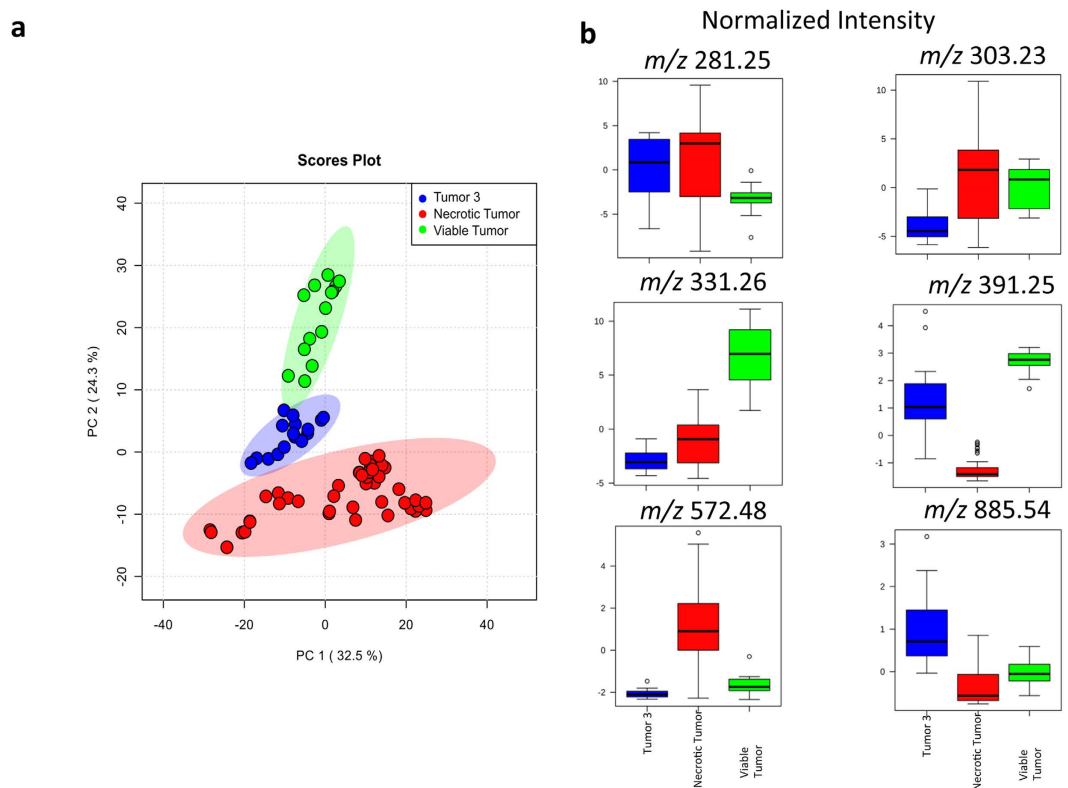 a
Scores Plot
Tumor 3
Necrotic Tumor
Viable Tumor
40
30
20
10
0
-10
-20
PC 2 ( 24.3 %)
-40
-20
0
20
40
PC 1 ( 32.5 %)
b
Normalized Intensity
m/z 281.25
10
5
0
-5
m/z 303.23
10
5
0
-5
m/z 331.26
10
5
0
-5
m/z 391.25
4
3
2
1
0
-1
m/z 572.48
4
2
0
-2
Tumor 3
Necrotic Tumor
Viable
Tumor
m/z 885.54
3
2
1
0
Tumor 3
Necrotic Tumor
Viable
Tumor